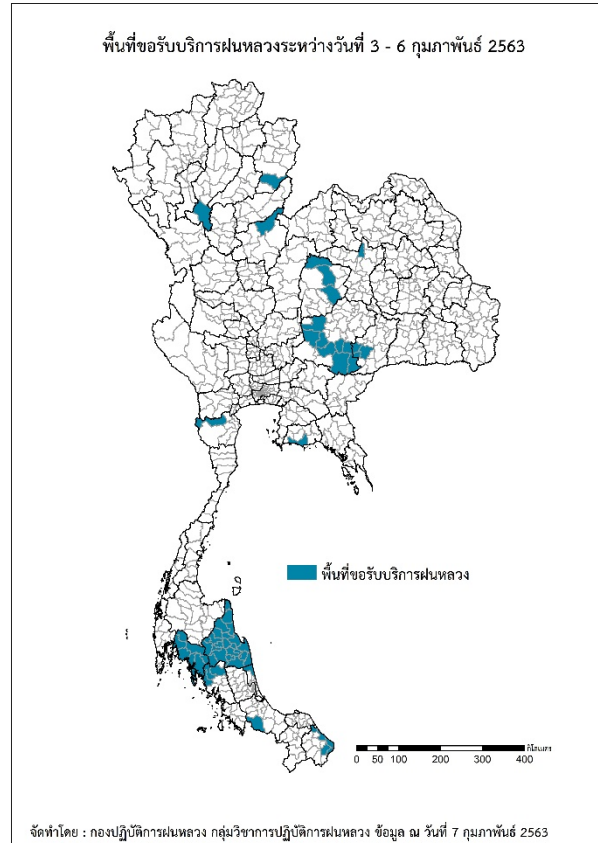 พื้นที่ขอรับบริการฝนหลวงระหว่างวันที่ 3 - 6 กุมภาพันธ์ 2563
พื้นที่ขอรับบริการฝนหลวง
กิโลเมตร
0 50 100 200 300 400
จัดทำโดย : กองปฏิบัติการฝนหลวง กลุ่มวิชาการปฏิบัติการฝนหลวง ข้อมูล ณ วันที่ 7 กุมภาพันธ์ 2563